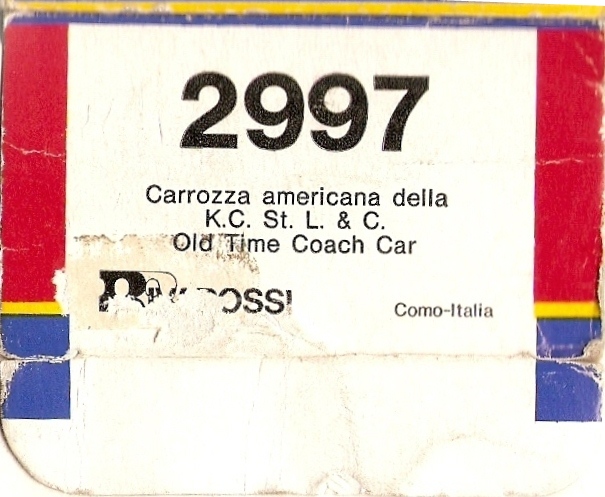 2997
Carrozza americana della
K.C. St. L. & C.
Old Time Coach Car
Como-Italia